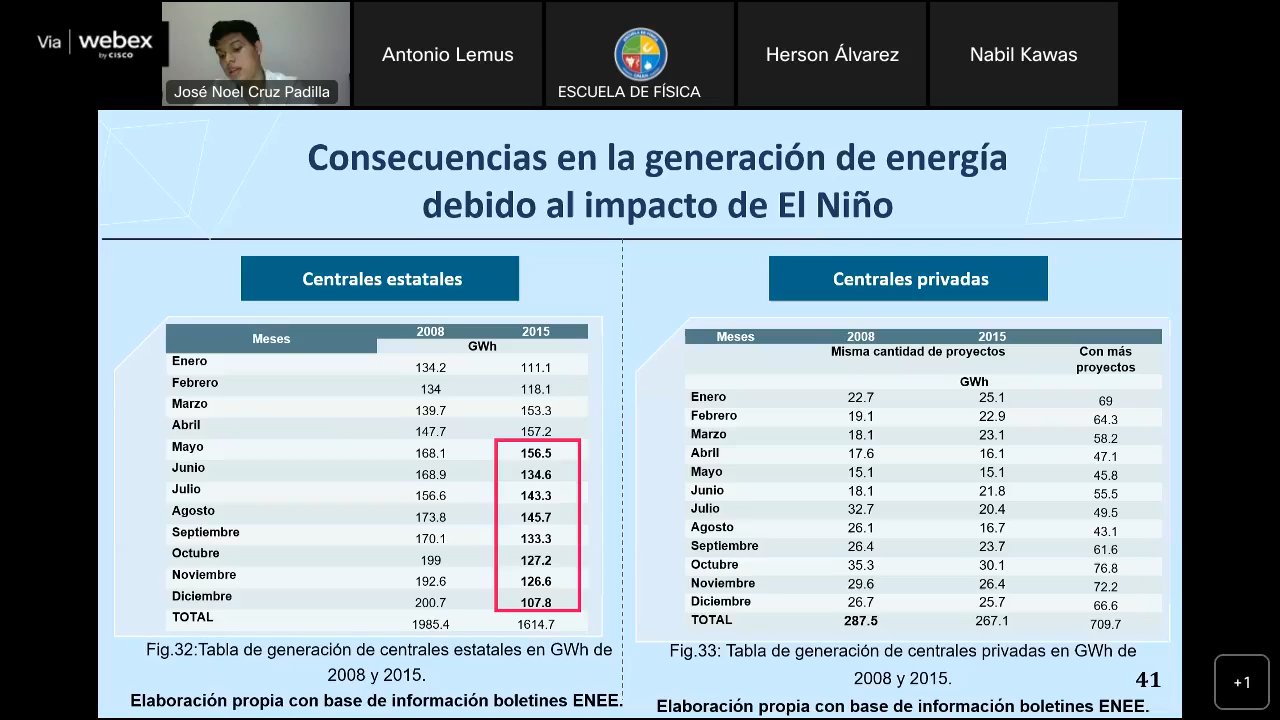 Via webex
by CISCO
José Noel Cruz Padilla
Antonio Lemus
ESCUELA DE FÍSICA
Herson Álvarez
Nabil Kawas
Consecuencias en la generación de energía
debido al impacto de El Niño
Centrales estatales
Meses 2008 2015
GWh
Enero 134.2 111.1
Febrero 134 118.1
Marzo 139.7 153.3
Abril 147.7 157.2
Mayo 168.1 156.5
Junio 168.9 134.6
Julio 156.6 143.3
Agosto 173.8 145.7
Septiembre 170.1 133.3
Octubre 199 127.2
Noviembre 192.6 126.6
Diciembre 200.7 107.8
TOTAL 1985.4 1614.7
Fig.32:Tabla de generación de centrales estatales en GWh de
2008 y 2015.
Elaboración propia con base de información boletines ENEE.
Centrales privadas
Meses 2008 2015
Misma cantidad de proyectos Con más
proyectos
GWh
Enero 22.7 25.1 69
Febrero 19.1 22.9 64.3
Marzo 18.1 23.1 58.2
Abril 17.6 16.1 47.1
Mayo 15.1 15.1 45.8
Junio 18.1 21.8 55.5
Julio 32.7 20.4 49.5
Agosto 26.1 16.7 43.1
Septiembre 26.4 23.7 61.6
Octubre 35.3 30.1 76.8
Noviembre 29.6 26.4 72.2
Diciembre 26.7 25.7 66.6
TOTAL 287.5 267.1 709.7
Fig.33: Tabla de generación de centrales privadas en GWh de
2008 y 2015.
41
Elaboración propia con base de información boletines ENEE.
+1